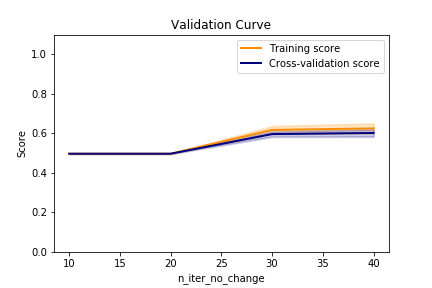 Validation Curve
Training score
Cross-validation score
1.0
0.8
0.6
0.4
0.2
0.0
Score
10 15 20 25 30 35 40
n_iter_no_change